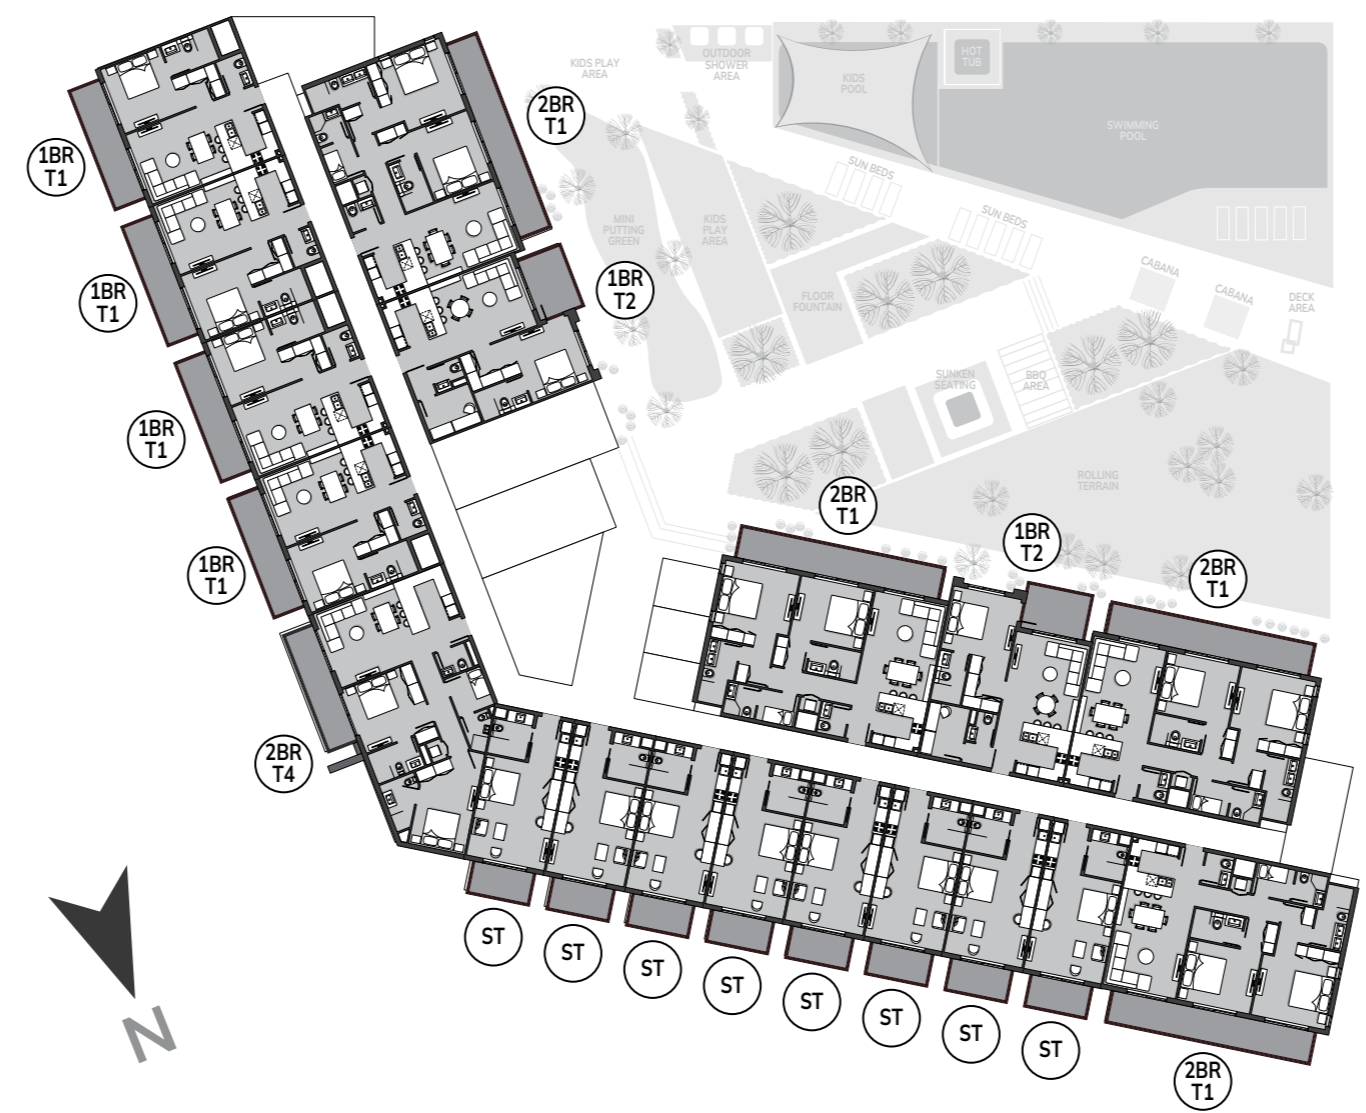 KIDS PLAY
AREA
OUTDOOR
SHOWER
AREA
KIDS
POOL
HOT
TUB
SWIMMING
POOL
2BR
T1
1BR
T1
SUN BEDS
SUN BEDS
MINI
PUTTING
GREEN
KIDS
PLAY
AREA
1BR
T1
1BR
T2
FLOOR
FOUNTAIN
CABANA
CABANA
DECK
AREA
SUNKEN
SEATING
BBQ
AREA
1BR
T1
ROLLING
TERRAIN
2BR
T1
1BR
T2
2BR
T1
1BR
T1
2BR
T4
ST
ST
ST
ST
ST
ST
ST
ST
2BR
T1
N